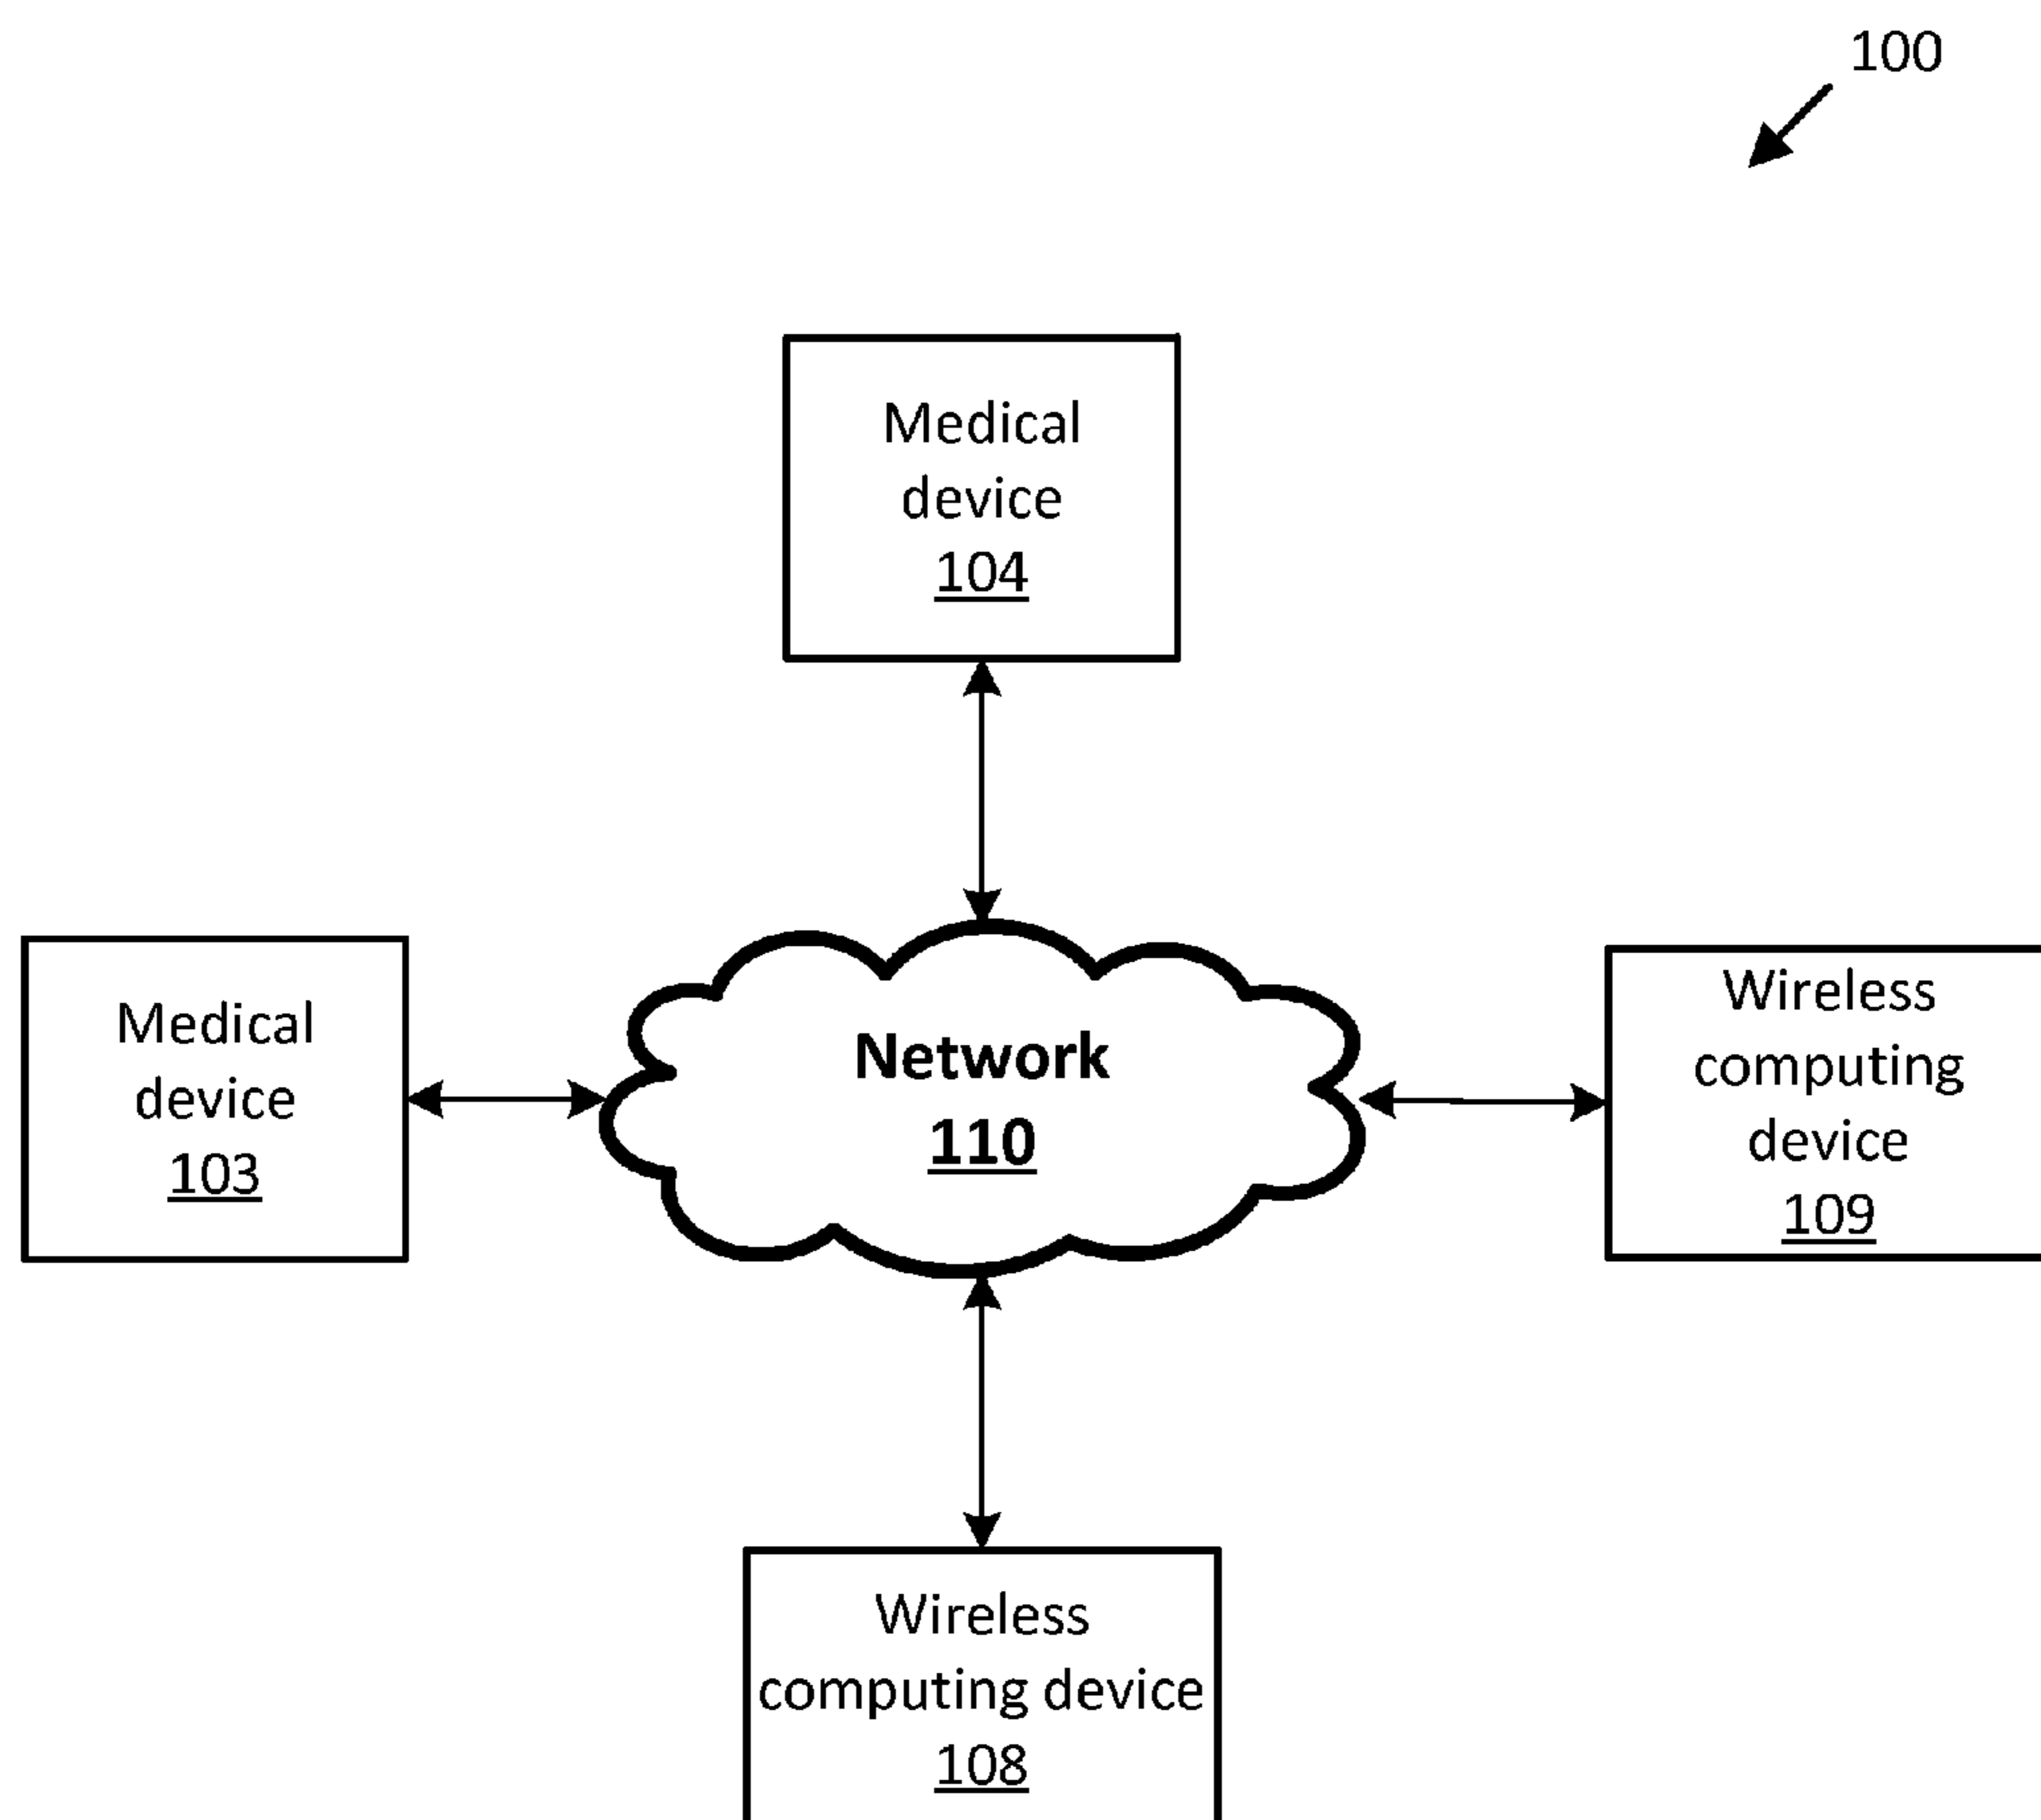 100
Medical
device
104
Medical
device
103
Network
110
Wireless
computing
device
109
Wireless
computing device
108